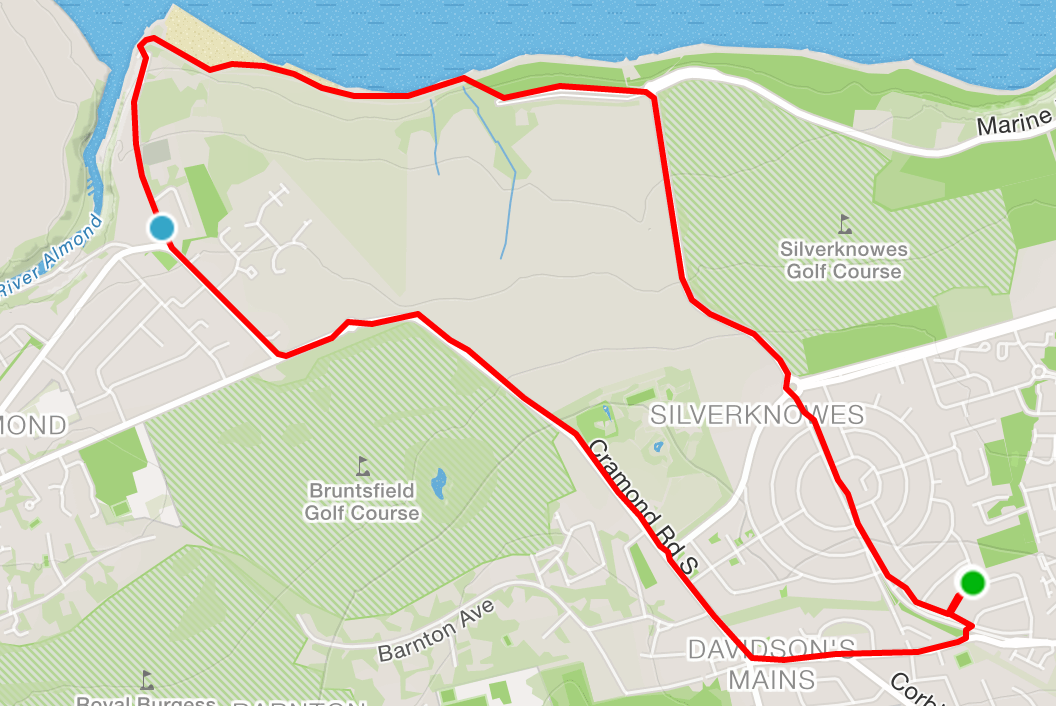 Marine
River Almond
Silverknowes
Golf Course
SILVERKNOWES
MOND
Bruntsfield
Golf Course
Cramond Rd S
Barnton Ave
DAVIDSON'S
MAINS
Corb
Royal Burgess
BARNTON